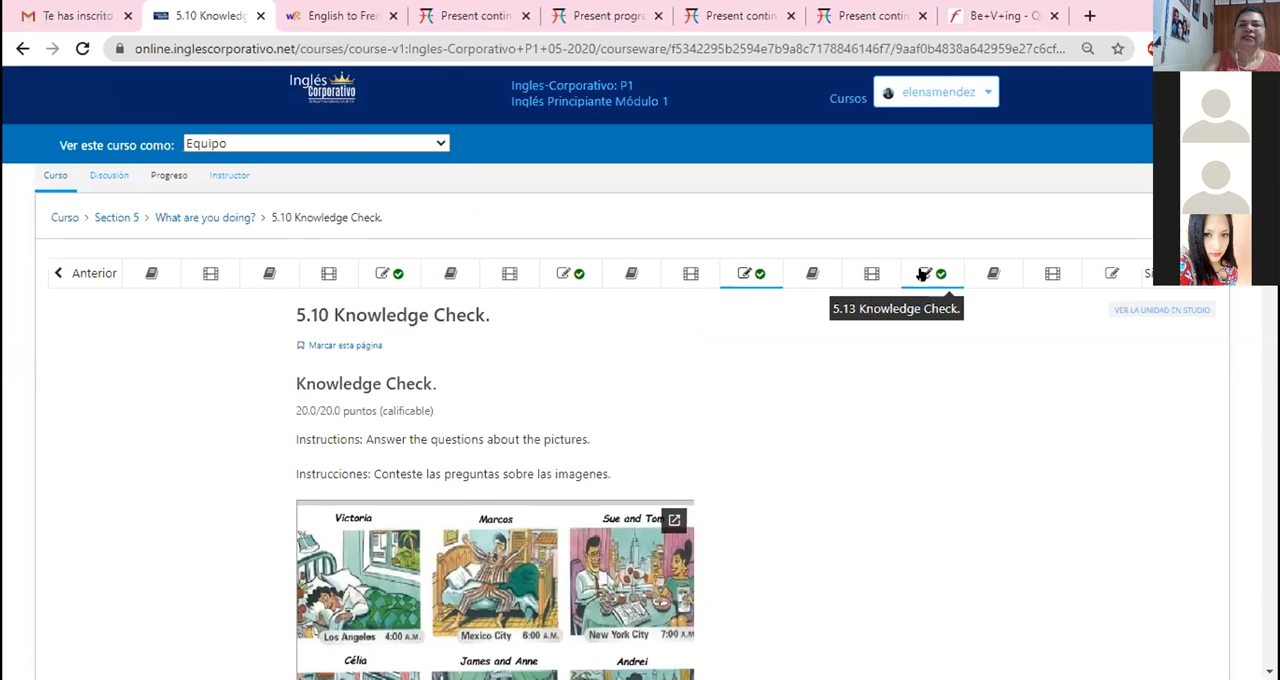 Te has inscrito
5.10 Knowledg
English to Fren
Present contin
Present progre
Present contin
Present contin
Be+V+ing - Q
online.inglescorporativo.net/courses/course-v1:Ingles-Corporativo+P1+05-2020/courseware/f5342295b2594e7b9a8c7178846146f7/9aaf0b4838a642959e27c6cf...
Inglés
Corporativo
Ingles-Corporativo: P1
Inglés Principiante Módulo 1
Cursos
elenamendez
Ver este curso como:
Equipo
Curso
Discusión
Progreso
Instructor
Curso > Section 5 > What are you doing? > 5.10 Knowledge Check.
Anterior
5.13 Knowledge Check.
5.10 Knowledge Check.
VER LA UNIDAD EN STUDIO
Marcar esta página
Knowledge Check.
20.0/20.0 puntos (calificable)
Instructions: Answer the questions about the pictures.
Instrucciones: Conteste las preguntas sobre las imagenes.
Victoria
Marcos
Sue and Tom
Los Angeles 4:00 A.M.
Mexico City 6:00 A.M.
New York City 7:00 A.M
Célia
James and Anne
Andrei